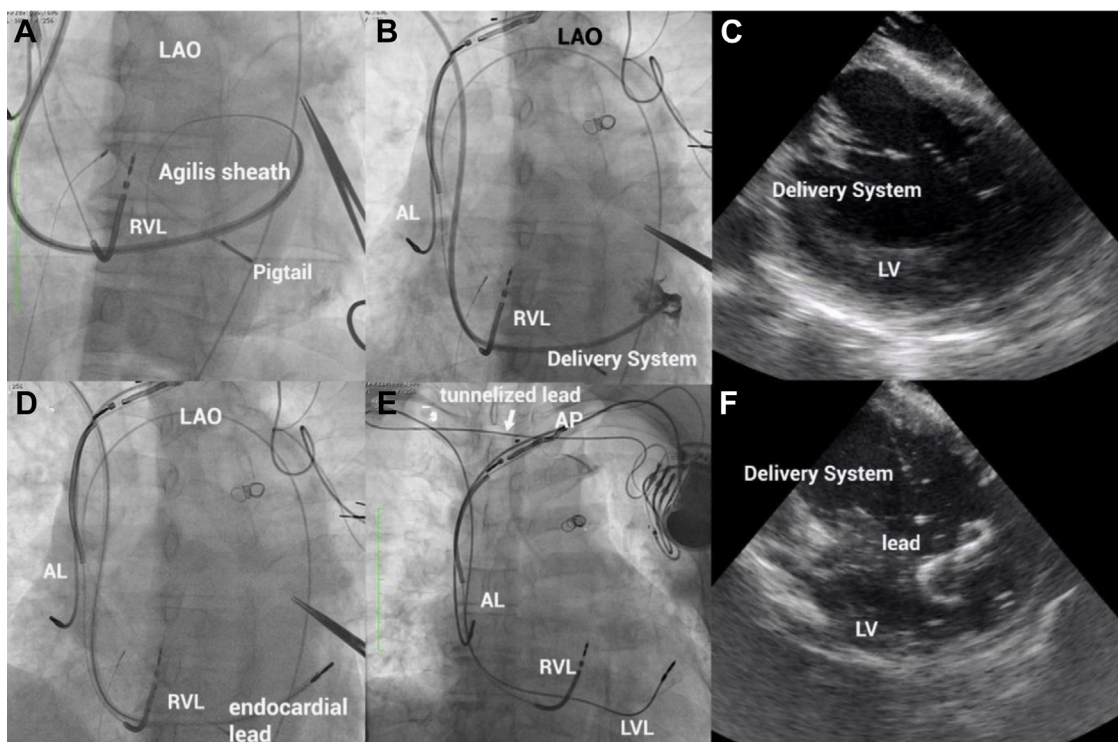 A
LAO
Agilis sheath
RVL
Pigtail
B
LAO
AL
RVL
Delivery System
C
Delivery System
LV
D
LAO
AL
RVL
endocardial
lead
E
tunnelized lead
AP
AL
RVL
LVL
F
Delivery System
lead
LV